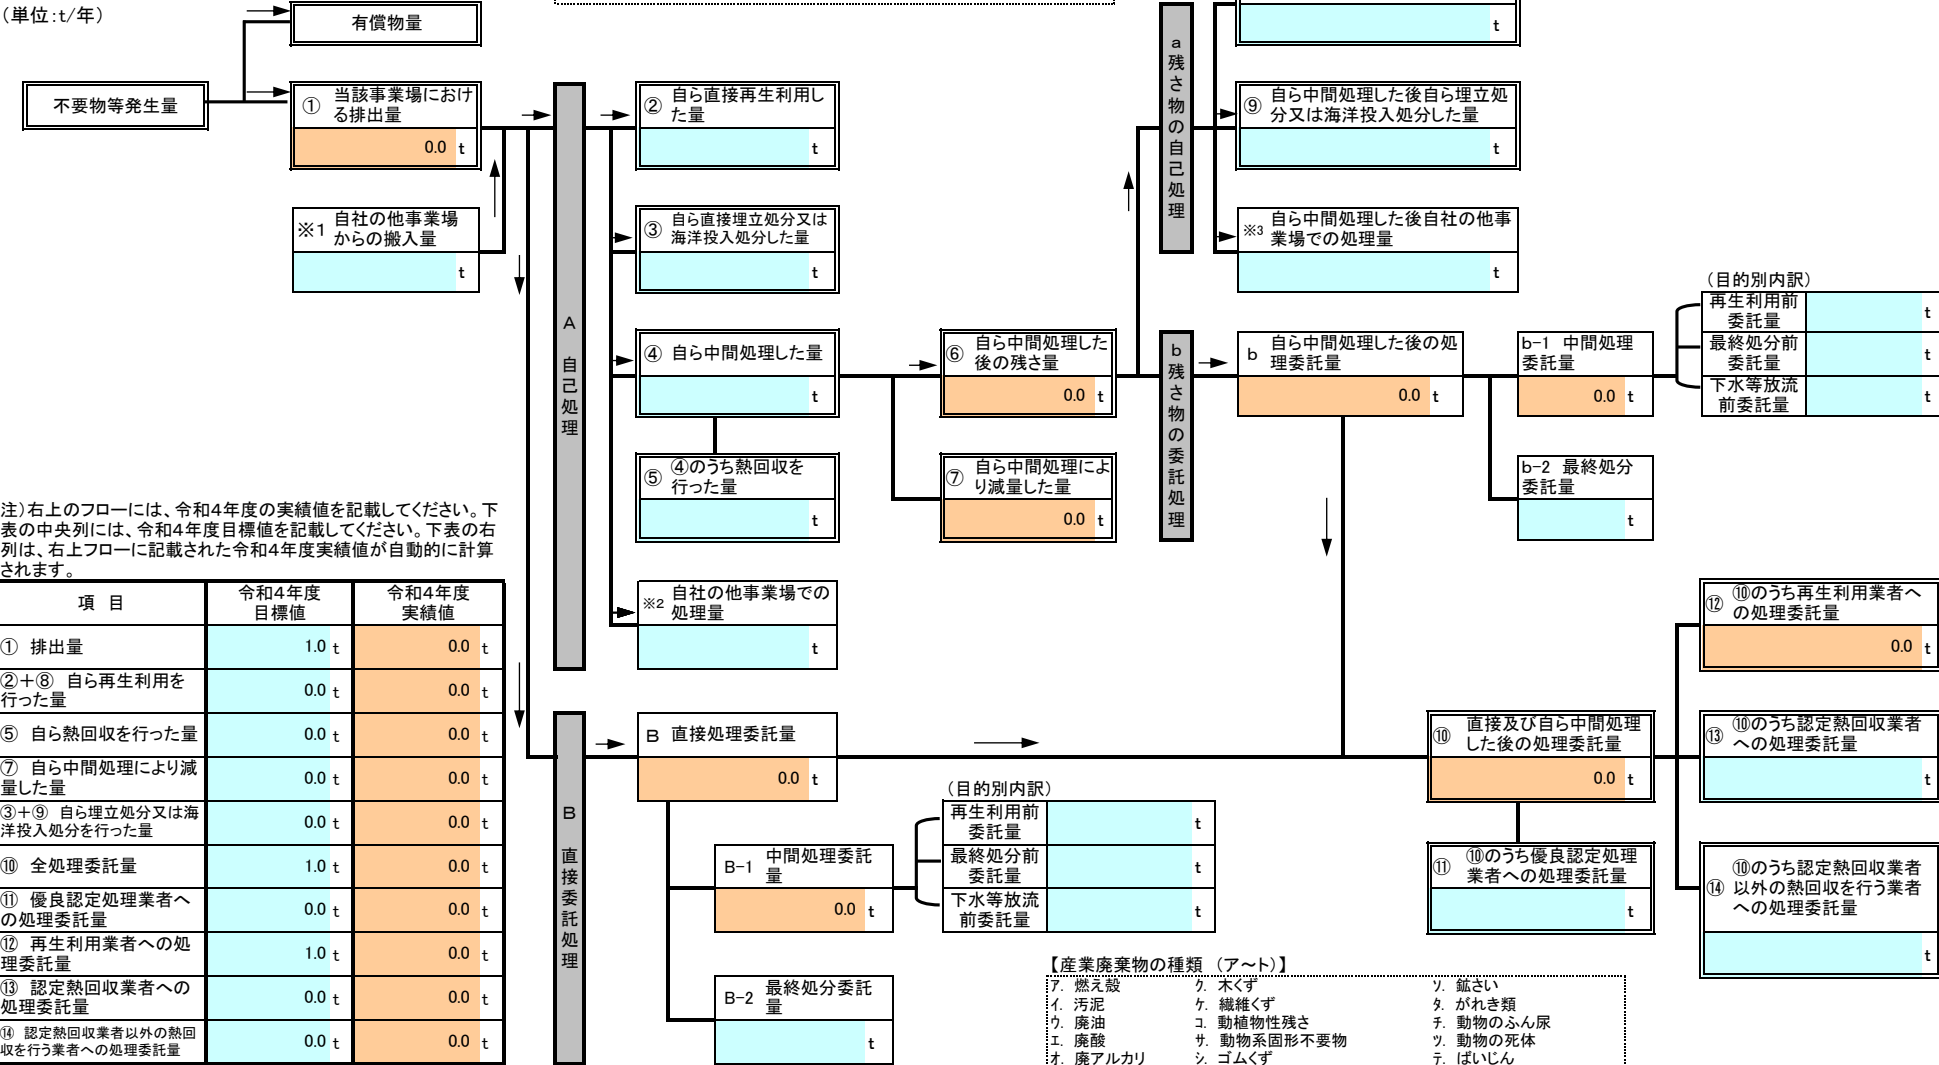 （単位：t/年）
有償物量
不要物等発生量
① 当該事業場におけ
る排出量
0.0 t
※1 自社の他事業場
からの搬入量
t
A 自己処理
② 自ら直接再生利用し
た量
t
③ 自ら直接埋立処分又は
海洋投入処分した量
t
④ 自ら中間処理した量
t
⑤ ④のうち熱回収を
行った量
t
※2 自社の他事業場での
処理量
t
⑥ 自ら中間処理した
後の残さ量
0.0 t
⑦ 自ら中間処理によ
り減量した量
0.0 t
a残さ物の自己処理
t
⑨ 自ら中間処理した後自ら埋立処
分又は海洋投入処分した量
t
※3 自ら中間処理した後自社の他事
業場での処理量
t
b残さ物の委託処理
b 自ら中間処理した後の処
理委託量
0.0 t
b-1 中間処理
委託量
0.0 t
（目的別内訳）
再生利用前
委託量
t
最終処分前
委託量
t
下水等放流
前委託量
t
b-2 最終処分
委託量
t
注）右上のフローには、令和４年度の実績値を記載してください。下
表の中央列には、令和４年度目標値を記載してください。下表の右
列は、右上フローに記載された令和４年度実績値が自動的に計算
されます。
項 目 令和４年度
目標値 令和４年度
実績値
① 排出量 1.0 t 0.0 t
②＋⑧ 自ら再生利用を
行った量 0.0 t 0.0 t
⑤ 自ら熱回収を行った量 0.0 t 0.0 t
⑦ 自ら中間処理により減
量した量 0.0 t 0.0 t
③＋⑨ 自ら埋立処分又は海
洋投入処分を行った量 0.0 t 0.0 t
⑩ 全処理委託量 1.0 t 0.0 t
⑪ 優良認定処理業者へ
の処理委託量 0.0 t 0.0 t
⑫ 再生利用業者への処
理委託量 1.0 t 0.0 t
⑬ 認定熱回収業者への
処理委託量 0.0 t 0.0 t
⑭ 認定熱回収業者以外の熱回
収を行う業者への処理委託量 0.0 t 0.0 t
B 直接委託処理
B 直接処理委託量
0.0 t
B-1 中間処理委託
量
0.0 t
（目的別内訳）
再生利用前
委託量
t
最終処分前
委託量
t
下水等放流
前委託量
t
B-2 最終処分委託
量
t
⑩ 直接及び自ら中間処理
した後の処理委託量
0.0 t
⑪ ⑩のうち優良認定処理
業者への処理委託量
t
⑫ ⑩のうち再生利用業者へ
の処理委託量
0.0 t
⑬ ⑩のうち認定熱回収業者
への処理委託量
t
⑭ ⑩のうち認定熱回収業者
以外の熱回収を行う業者
への処理委託量
t
【産業廃棄物の種類 （ア～ト）】
ア. 燃え殻 ク. 木くず ソ. 鉱さい
イ. 汚泥 ケ. 繊維くず タ. がれき類
ウ. 廃油 コ. 動植物性残さ チ. 動物のふん尿
エ. 廃酸 サ. 動物系固形不要物 ツ. 動物の死体
オ. 廃アルカリ シ. ゴムくず テ. ばいじん